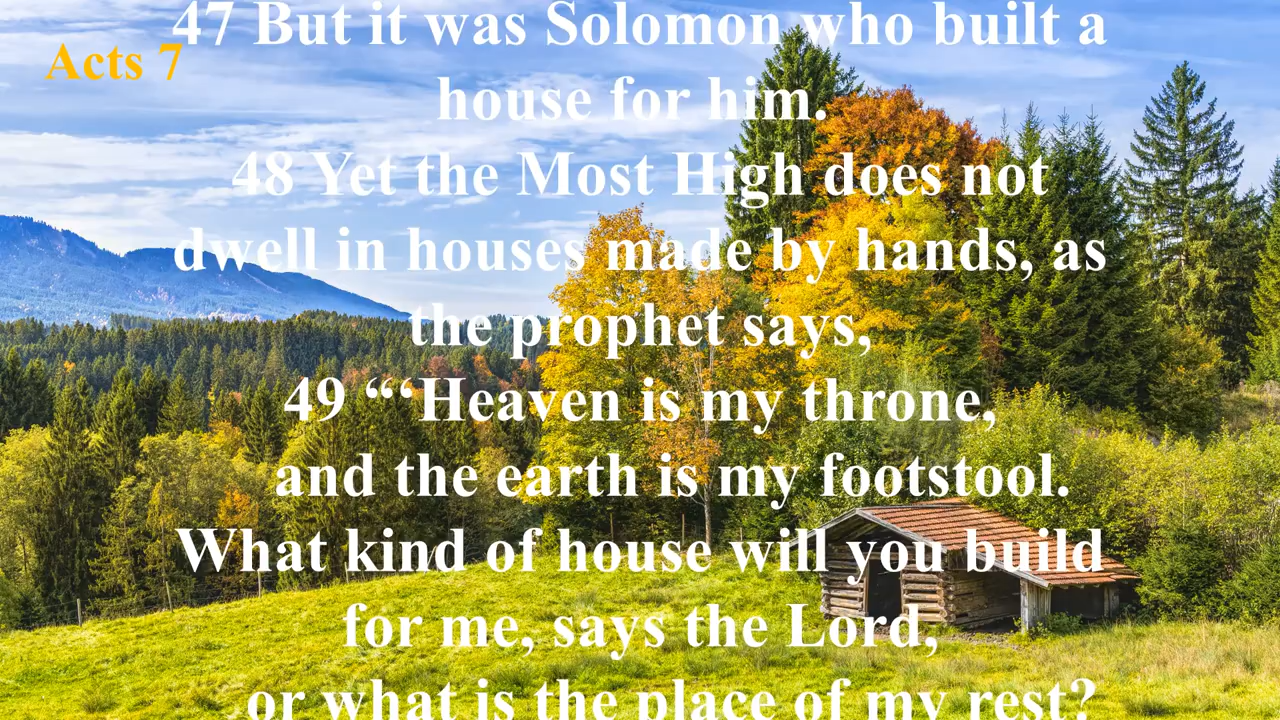 Acts 7
47 But it was Solomon who built a
house for him.
48 Yet the Most High does not
dwell in houses made by hands, as
the prophet says,
49 “‘Heaven is my throne,
and the earth is my footstool.
What kind of house will you build
for me, says the Lord,
or what is the place of my rest?